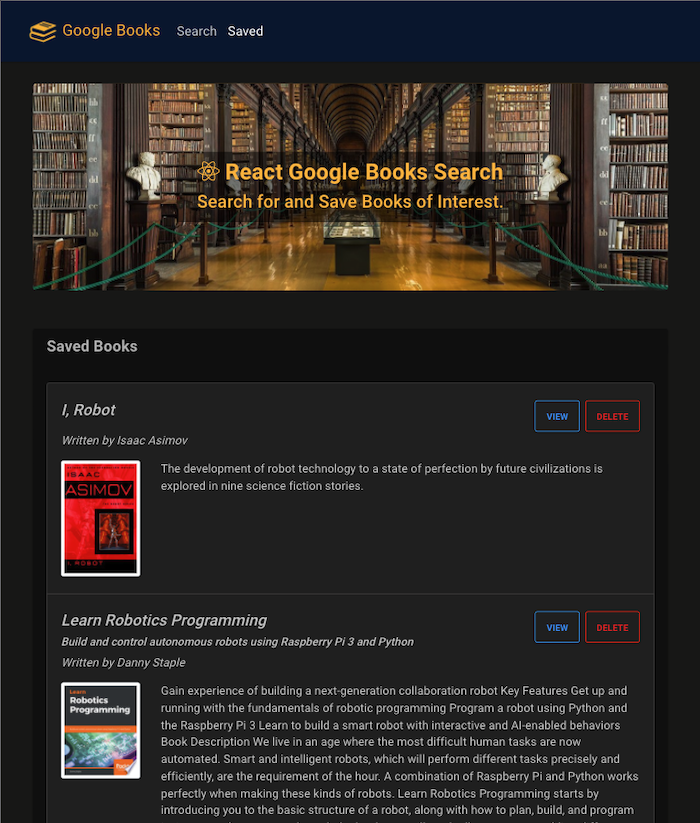 Google Books Search Saved
React Google Books Search
Search for and Save Books of Interest.
Saved Books
I, Robot
VIEW DELETE
Written by Isaac Asimov
ISAAC
ASIMOV
I, ROBOT
The development of robot technology to a state of perfection by future civilizations is
explored in nine science fiction stories.
Learn Robotics Programming
VIEW DELETE
Build and control autonomous robots using Raspberry Pi 3 and Python
Written by Danny Staple
Learn
Robotics
Programming
Gain experience of building a next-generation collaboration robot Key Features Get up and
running with the fundamentals of robotic programming Program a robot using Python and
the Raspberry Pi 3 Learn to build a smart robot with interactive and AI-enabled behaviors
Book Description We live in an age where the most difficult human tasks are now
automated. Smart and intelligent robots, which will perform different tasks precisely and
efficiently, are the requirement of the hour. A combination of Raspberry Pi and Python works
perfectly when making these kinds of robots. Learn Robotics Programming starts by
introducing you to the basic structure of a robot, along with how to plan, build, and program